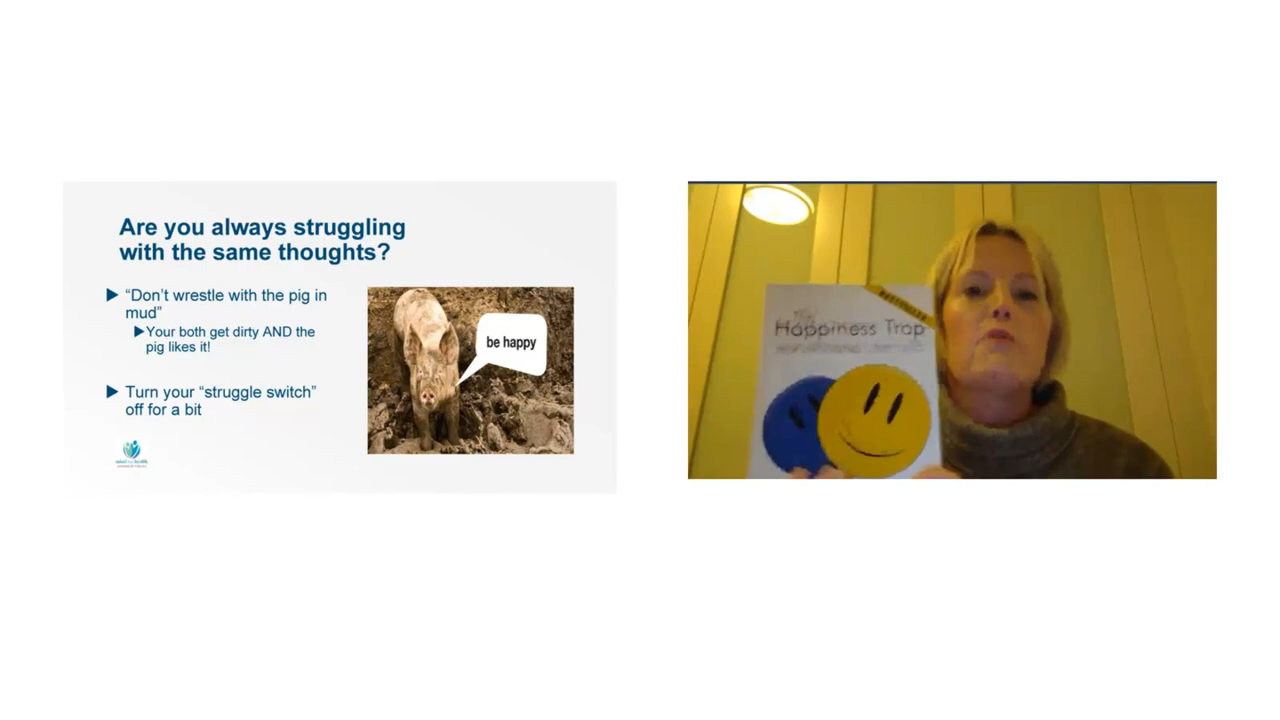 Are you always struggling
with the same thoughts?
“Don’t wrestle with the pig in
mud”
Your both get dirty AND the
pig likes it!
Turn your “struggle switch”
off for a bit
be happy
Happiness Trap